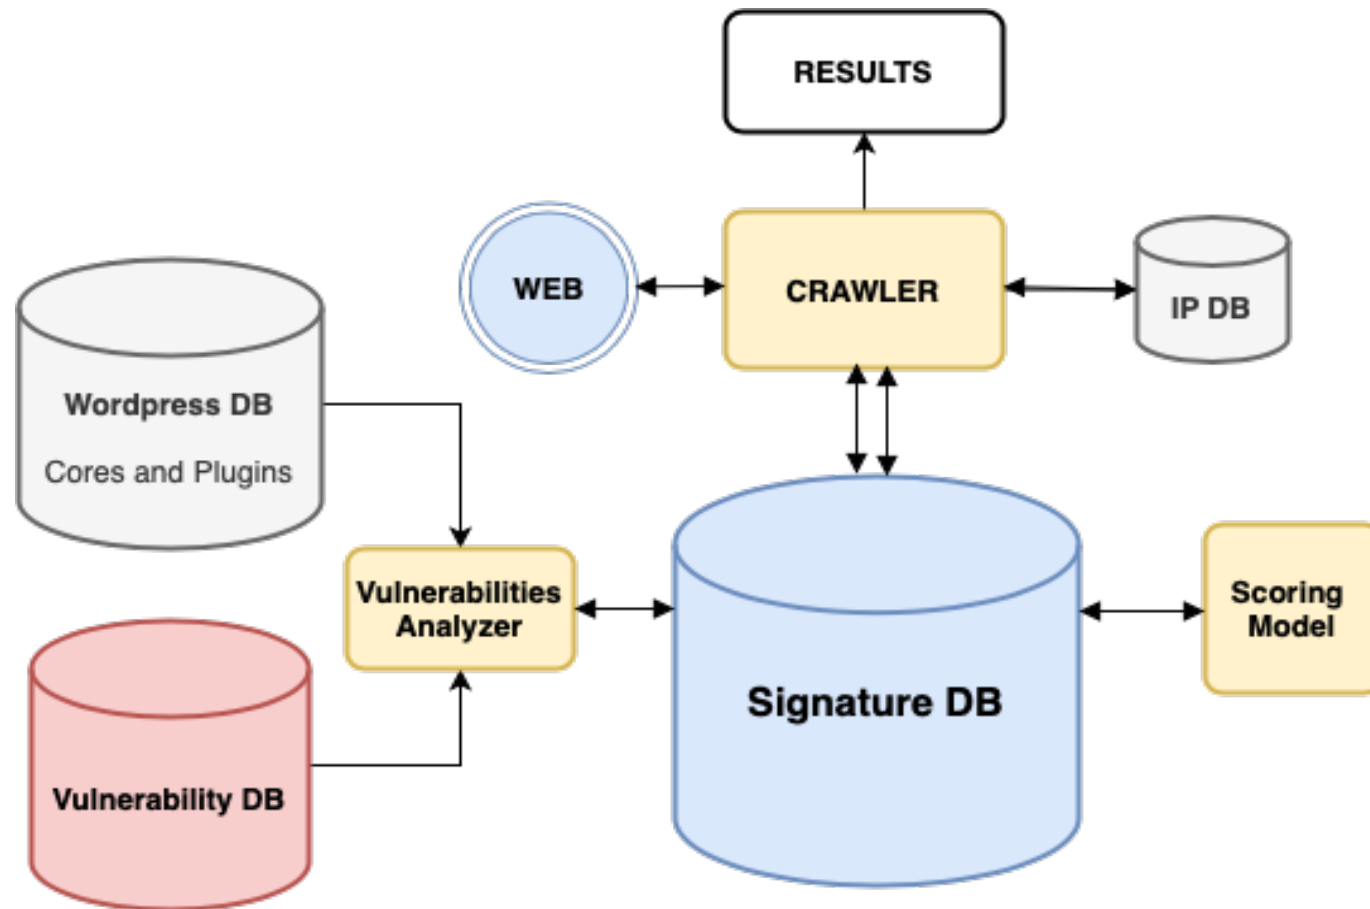 RESULTS
WEB
CRAWLER
IP DB
Wordpress DB
Cores and Plugins
Vulnerabilities
Analyzer
Scoring
Model
Signature DB
Vulnerability DB